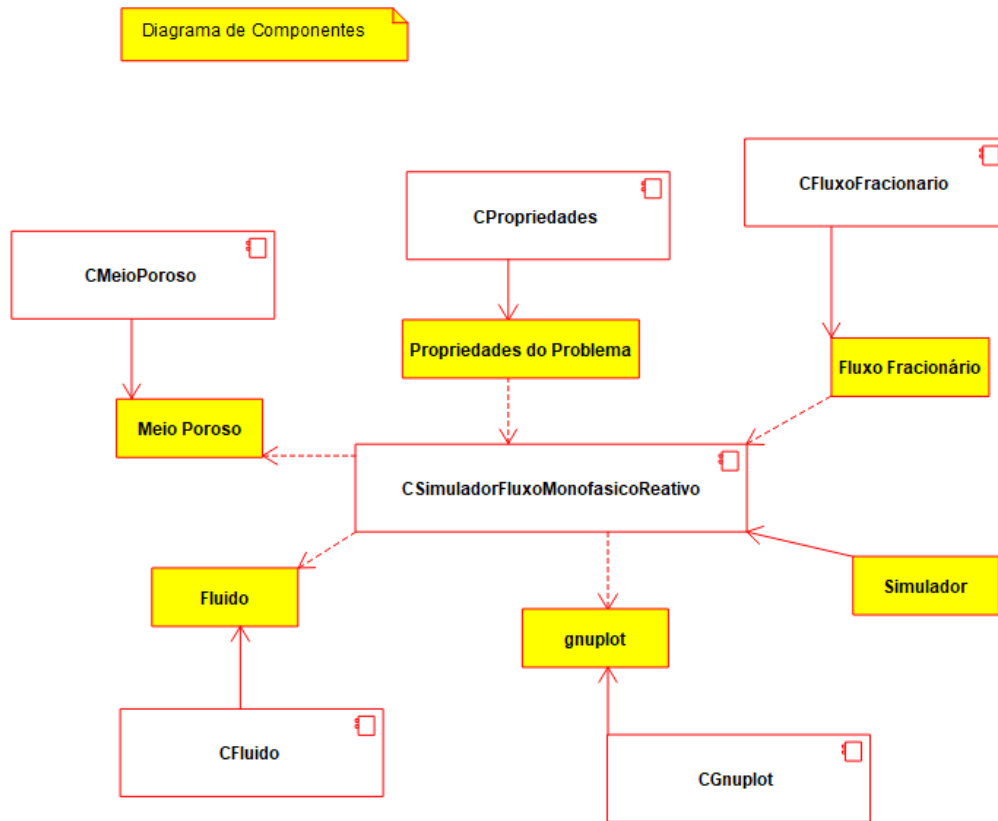 Diagrama de Componentes
CFluxoFracionario
CPropriedades
CMeioPoroso
Propriedades do Problema
Fluxo Fracionário
Meio Poroso
CSimuladorFluxoMonofasicoReativo
Simulador
Fluido
gnuplot
CFluido
CGnuplot